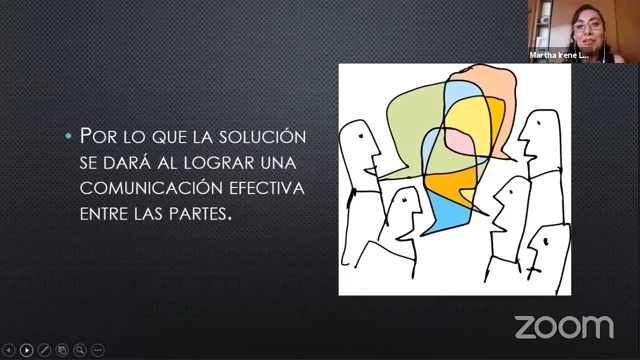 Martha Irene L...
• POR LO QUE LA SOLUCIÓN
SE DARÁ AL LOGRAR UNA
COMUNICACIÓN EFECTIVA
ENTRE LAS PARTES.
zoom